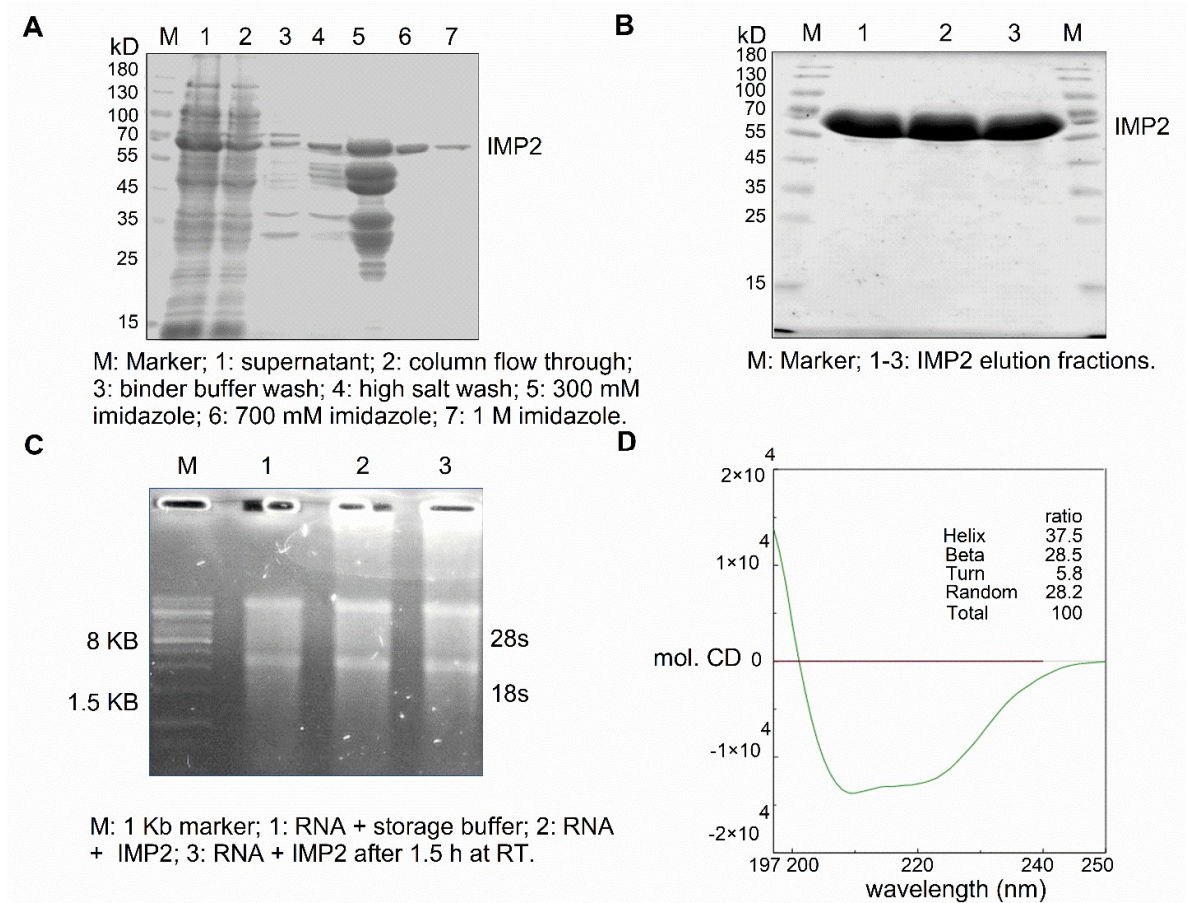 A
kD M 1 2 3 4 5 6 7
180
130
100
70
55
45
35
25
15
IMP2
M: Marker; 1: supernatant; 2: column flow through;
3: binder buffer wash; 4: high salt wash; 5: 300 mM
imidazole; 6: 700 mM imidazole; 7: 1 M imidazole.
B
kD M 1 2 3 M
180
130
100
70
55
45
35
25
15
IMP2
M: Marker; 1-3: IMP2 elution fractions.
C
M 1 2 3
8 KB
1.5 KB
28s
18s
M: 1 Kb marker; 1: RNA + storage buffer; 2: RNA
+ IMP2; 3: RNA + IMP2 after 1.5 h at RT.
D
4
2×10
4
1×10
mol. CD 0
4
-1×10
4
-2×10
ratio
Helix 37.5
Beta 28.5
Turn 5.8
Random 28.2
Total 100
197 200 220 240 250
wavelength (nm)